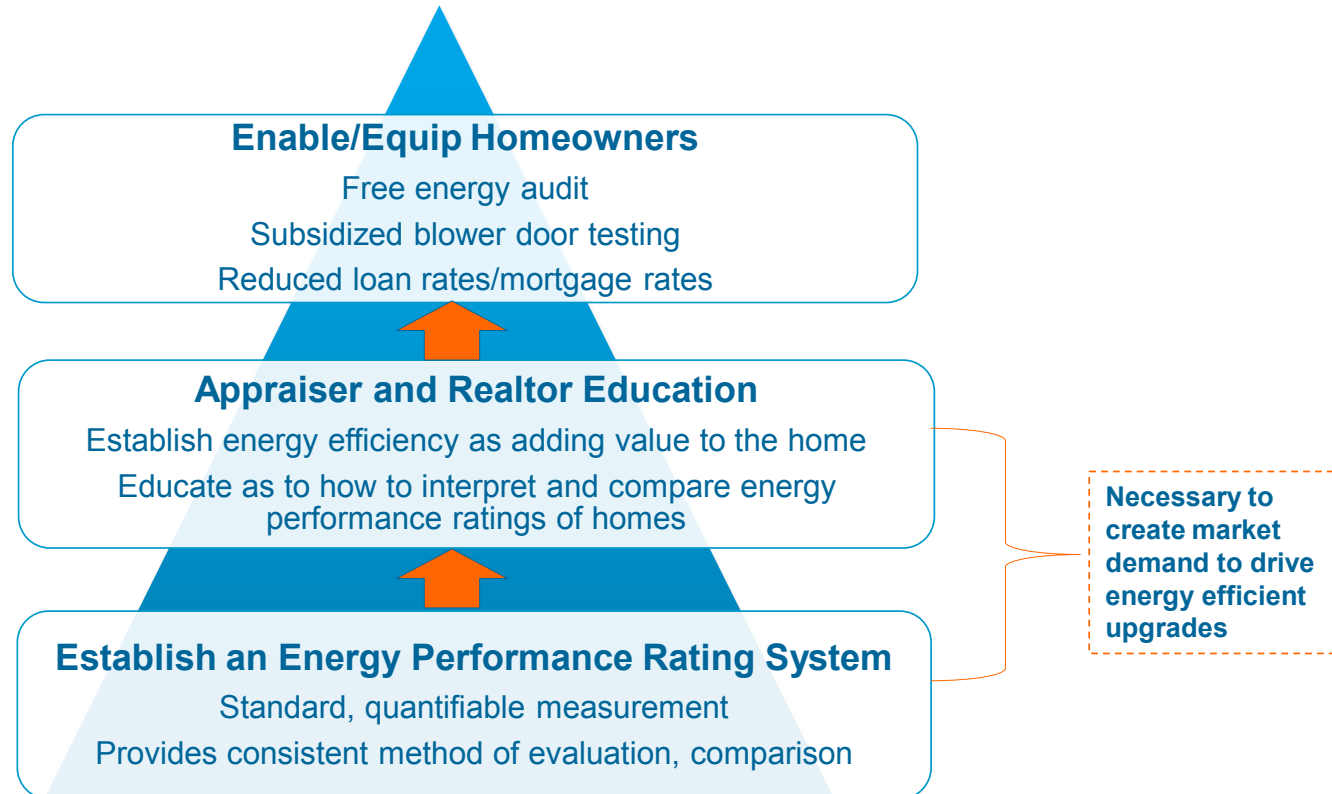 Enable/Equip Homeowners
Free energy audit
Subsidized blower door testing
Reduced loan rates/mortgage rates
Appraiser and Realtor Education
Establish energy efficiency as adding value to the home
Educate as to how to interpret and compare energy
performance ratings of homes
Necessary to
create market
demand to drive
energy efficient
upgrades
Establish an Energy Performance Rating System
Standard, quantifiable measurement
Provides consistent method of evaluation, comparison